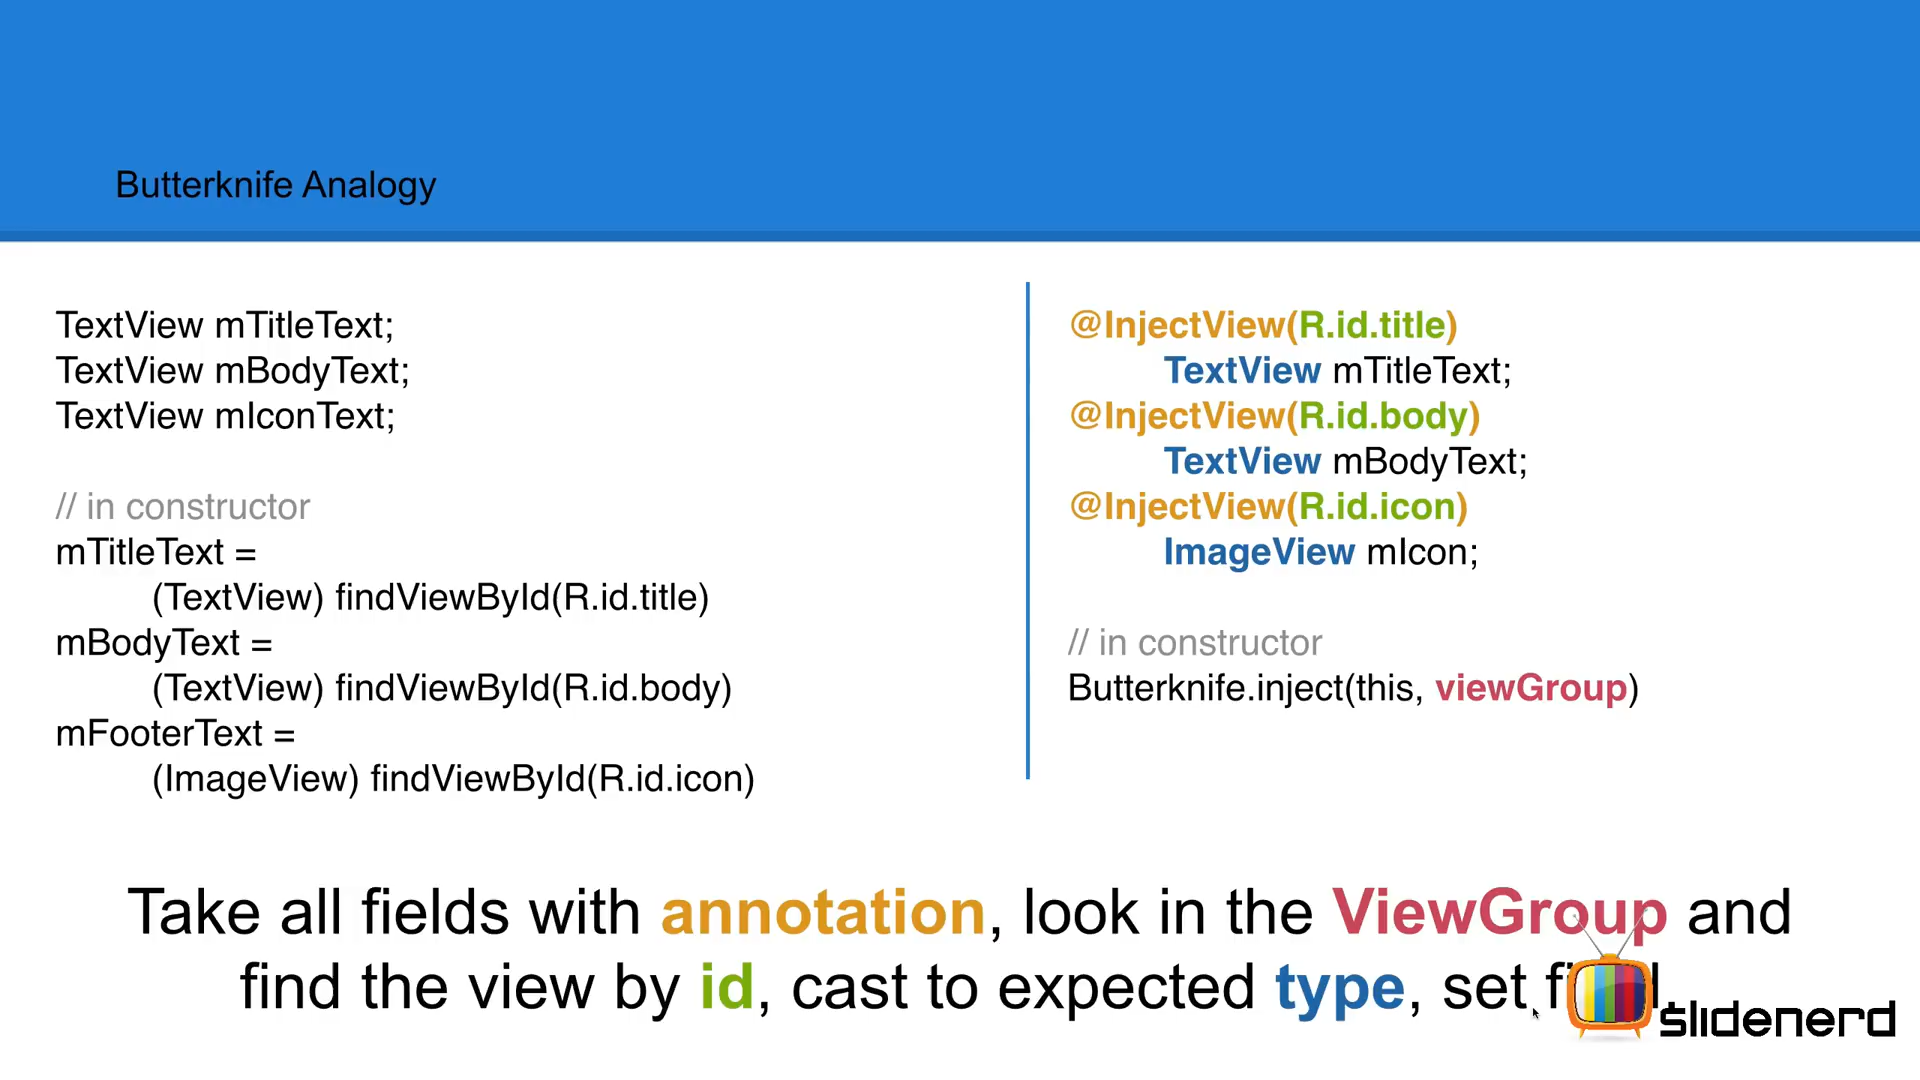 Butterknife Analogy
TextView mTitleText;
TextView mBodyText;
TextView mIconText;
// in constructor
mTitleText =
(TextView) findViewById(R.id.title)
mBodyText =
(TextView) findViewById(R.id.body)
mFooterText =
(ImageView) findViewById(R.id.icon)
@InjectView(R.id.title)
TextView mTitleText;
@InjectView(R.id.body)
TextView mBodyText;
@InjectView(R.id.icon)
ImageView mIcon;
// in constructor
Butterknife.inject(this, viewGroup)
Take all fields with annotation, look in the ViewGroup and
find the view by id, cast to expected type, set
slidenerd